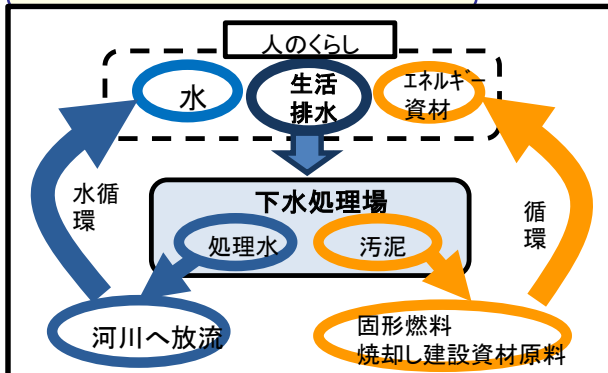 人のくらし
水
生活
排水
エネルギー
資材
水循
環
下水処理場
循
環
処理水
汚泥
河川へ放流
固形燃料
焼却し建設資材原料